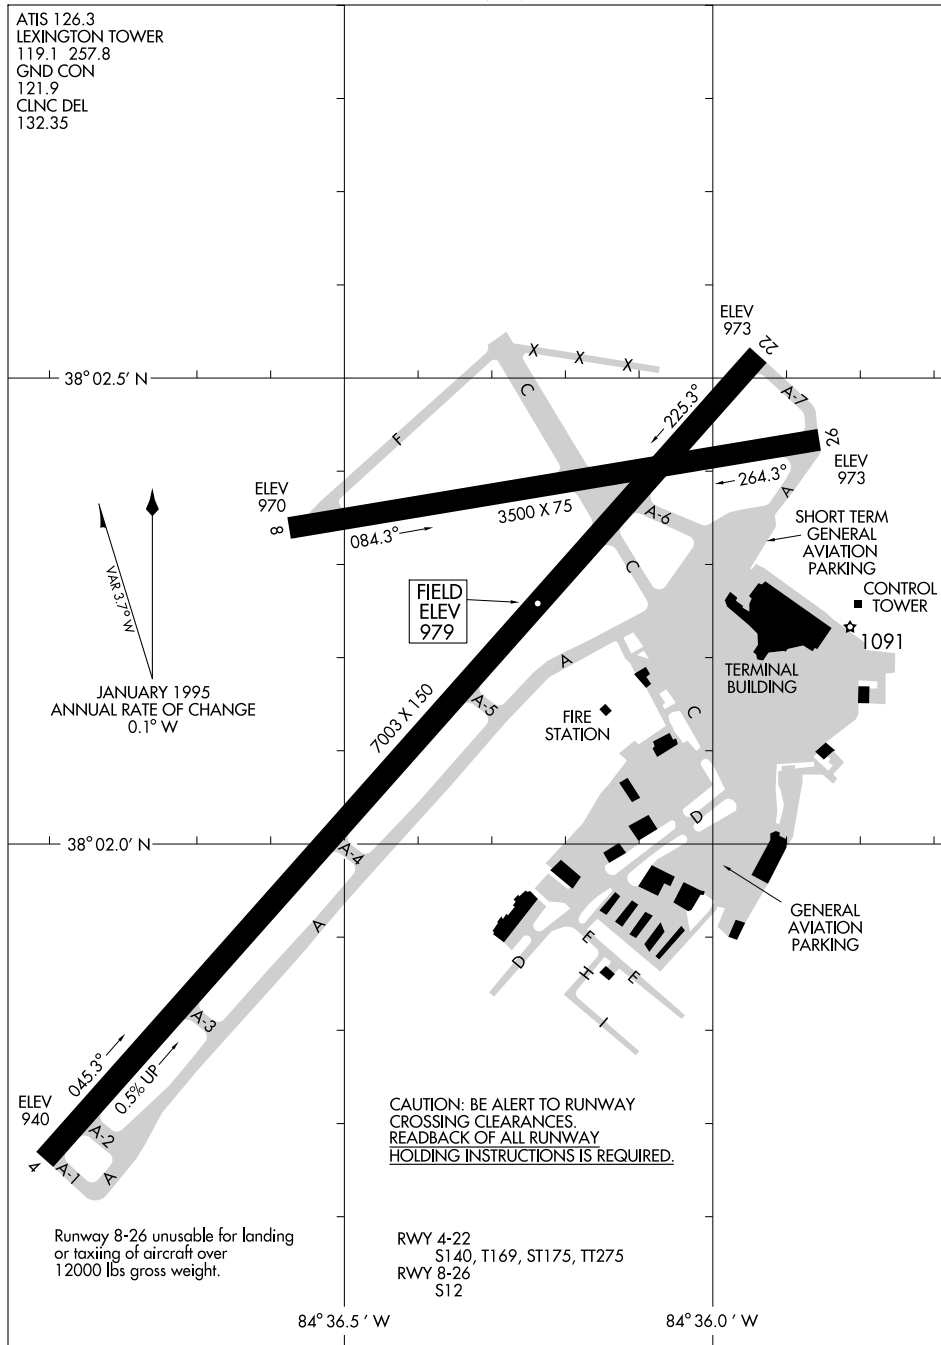 ATIS 126.3
LEXINGTON TOWER
119.1 257.8
GND CON
121.9
CLNC DEL
132.35
ELEV
973
22
X
X
X
C
38° 02.5' N
A-7
225.3°
F
26
ELEV
973
264.3°
A
ELEV
970
8
084.3°
3500 X 75
A-6
SHORT TERM
GENERAL
AVIATION
PARKING
VAR 3.7° W
C
FIELD
ELEV
979
CONTROL
TOWER
1091
A
TERMINAL
BUILDING
JANUARY 1995
ANNUAL RATE OF CHANGE
0.1° W
7003 X 150
A-5
FIRE
STATION
C
D
38° 02.0' N
A-4
A
GENERAL
AVIATION
PARKING
E
D
H
E
I
A-3
045.3°
0.5% UP
ELEV
940
4
A-2
A-1
A
CAUTION: BE ALERT TO RUNWAY
CROSSING CLEARANCES.
READBACK OF ALL RUNWAY
HOLDING INSTRUCTIONS IS REQUIRED.
Runway 8-26 unusable for landing
or taxiing of aircraft over
12000 lbs gross weight.
RWY 4-22
S140, T169, ST175, TT275
RWY 8-26
S12
84° 36.5 ' W
84° 36.0 ' W